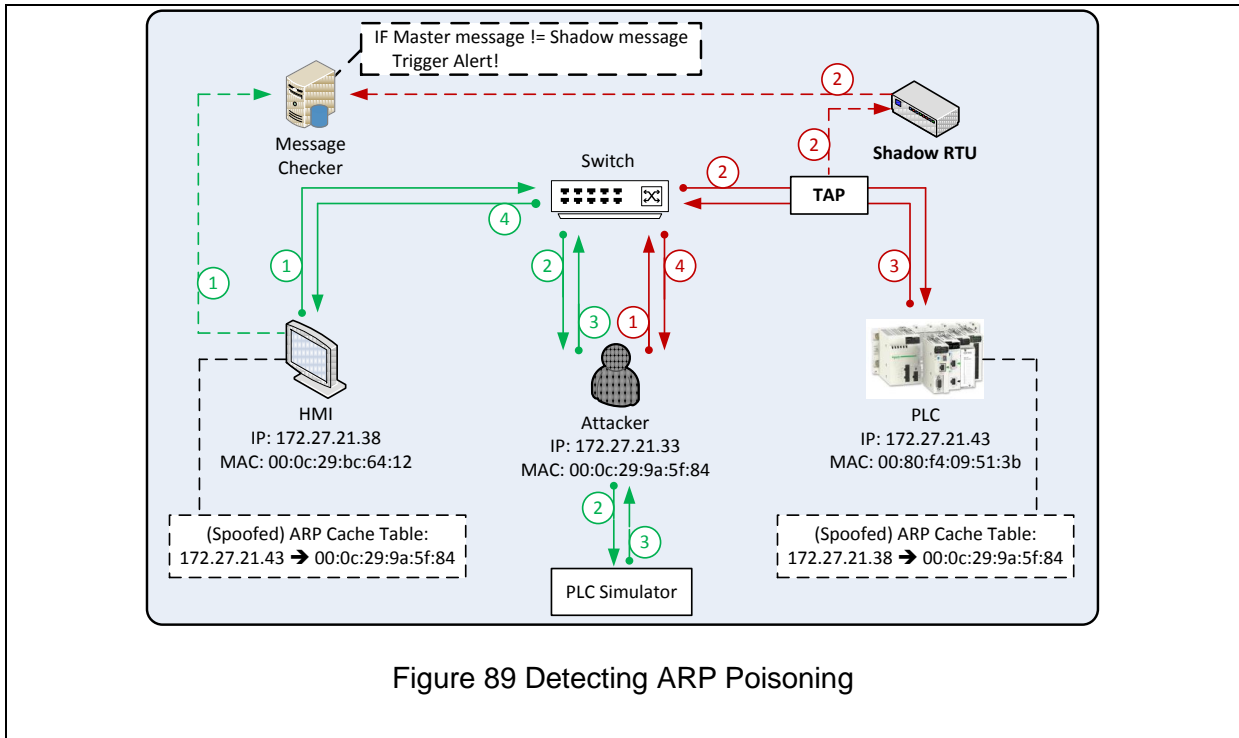 IF Master message != Shadow message
Trigger Alert!
2
Message
Checker
2
Shadow RTU
Switch
2
TAP
4
1
1
2
3
1
4
3
HMI
IP: 172.27.21.38
MAC: 00:0c:29:bc:64:12
Attacker
IP: 172.27.21.33
MAC: 00:0c:29:9a:5f:84
PLC
IP: 172.27.21.43
MAC: 00:80:f4:09:51:3b
2
3
(Spoofed) ARP Cache Table:
172.27.21.43 ➔ 00:0c:29:9a:5f:84
(Spoofed) ARP Cache Table:
172.27.21.38 ➔ 00:0c:29:9a:5f:84
PLC Simulator
Figure 89 Detecting ARP Poisoning